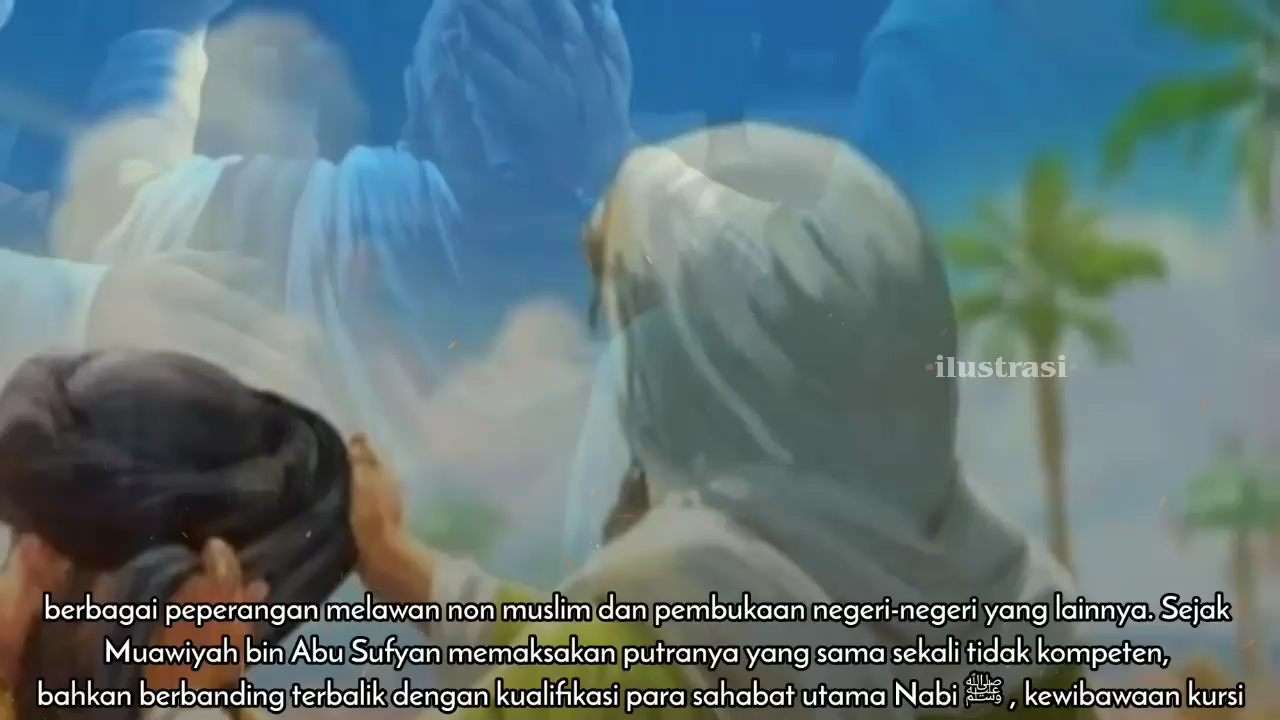 ·ilustrasi·
berbagai peperangan melawan non muslim dan pembukaan negeri-negeri yang lainnya. Sejak
Muawiyah bin Abu Sufyan memaksakan putranya yang sama sekali tidak kompeten,
bahkan berbanding terbalik dengan kualifikasi para sahabat utama Nabi ﷺ , kewibawaan kursi